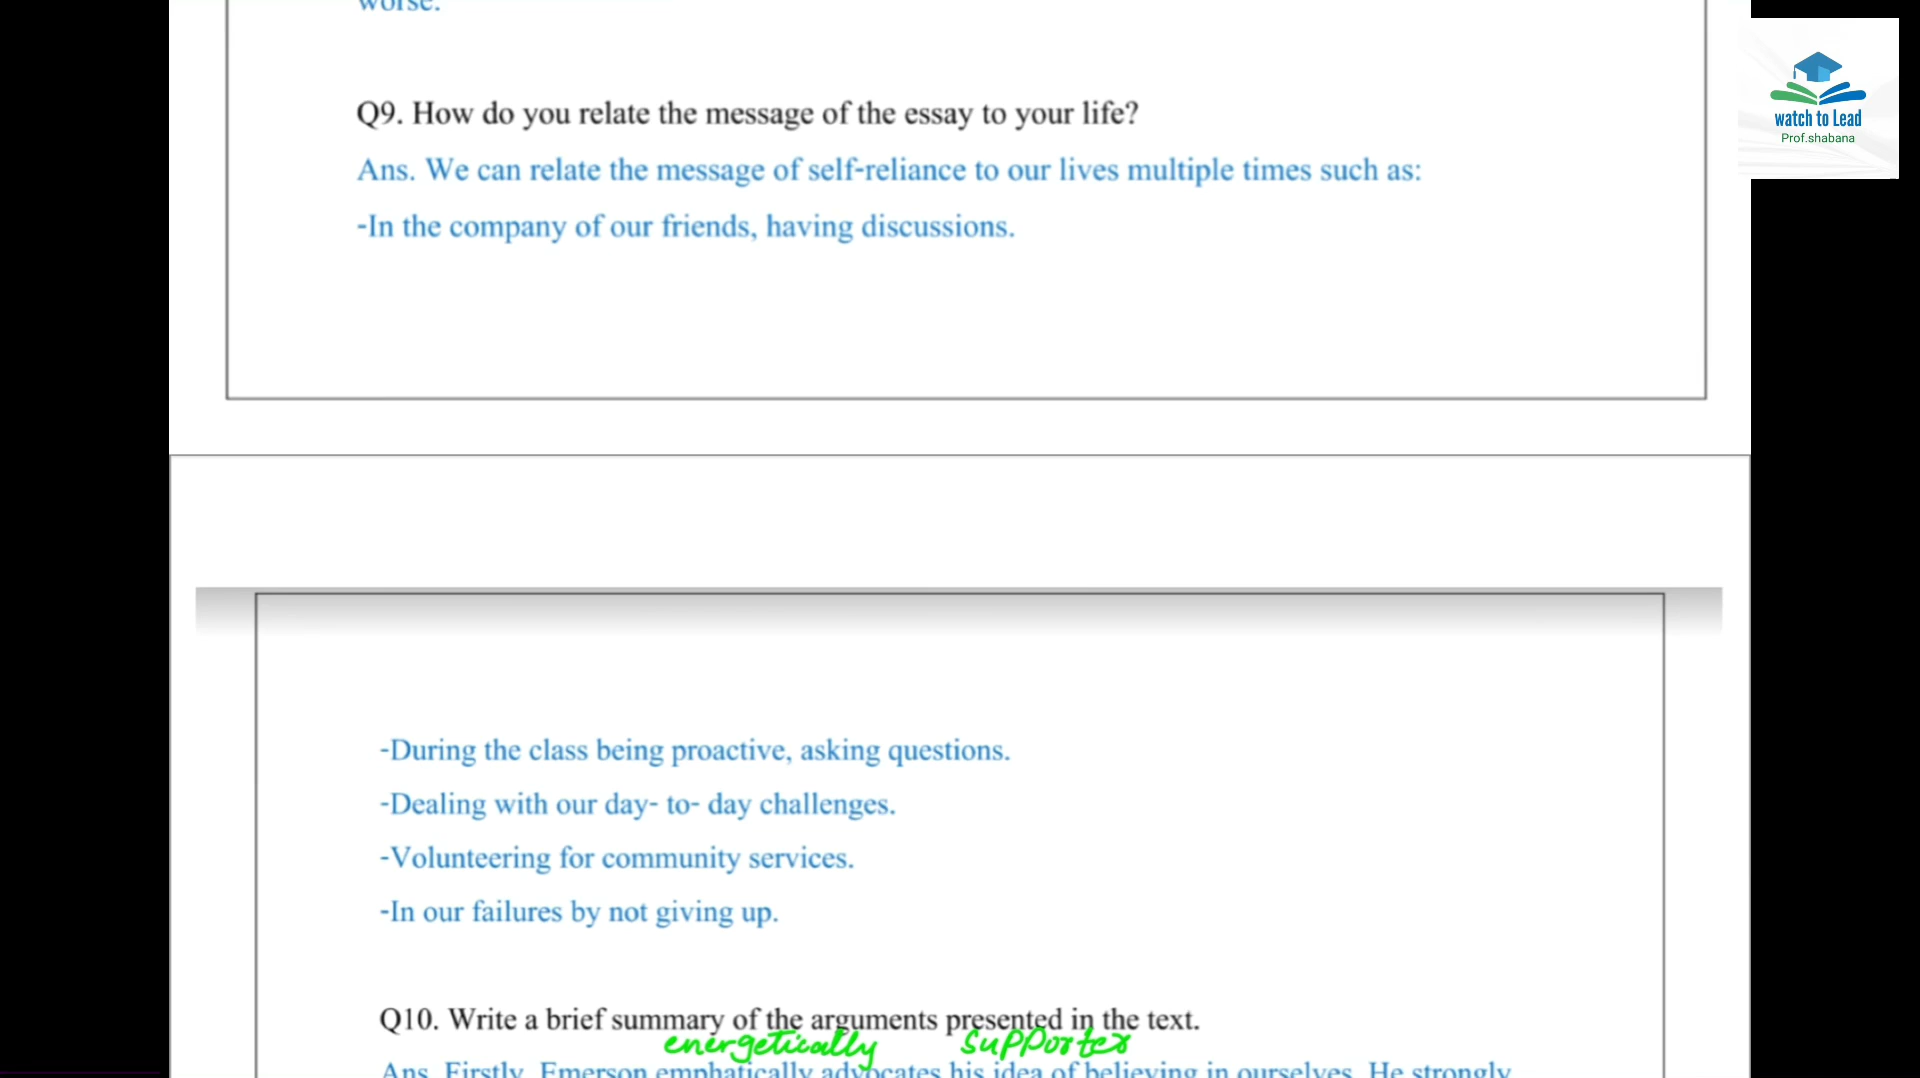 worse.
Q9. How do you relate the message of the essay to your life?
Ans. We can relate the message of self-reliance to our lives multiple times such as:
-In the company of our friends, having discussions.
watch to Lead
Prof.shabana
-During the class being proactive, asking questions.
-Dealing with our day- to- day challenges.
-Volunteering for community services.
-In our failures by not giving up.
Q10. Write a brief summary of the arguments presented in the text.
energetically supporter
Ans. Firstly, Emerson emphatically advocates his idea of believing in ourselves. He strongly